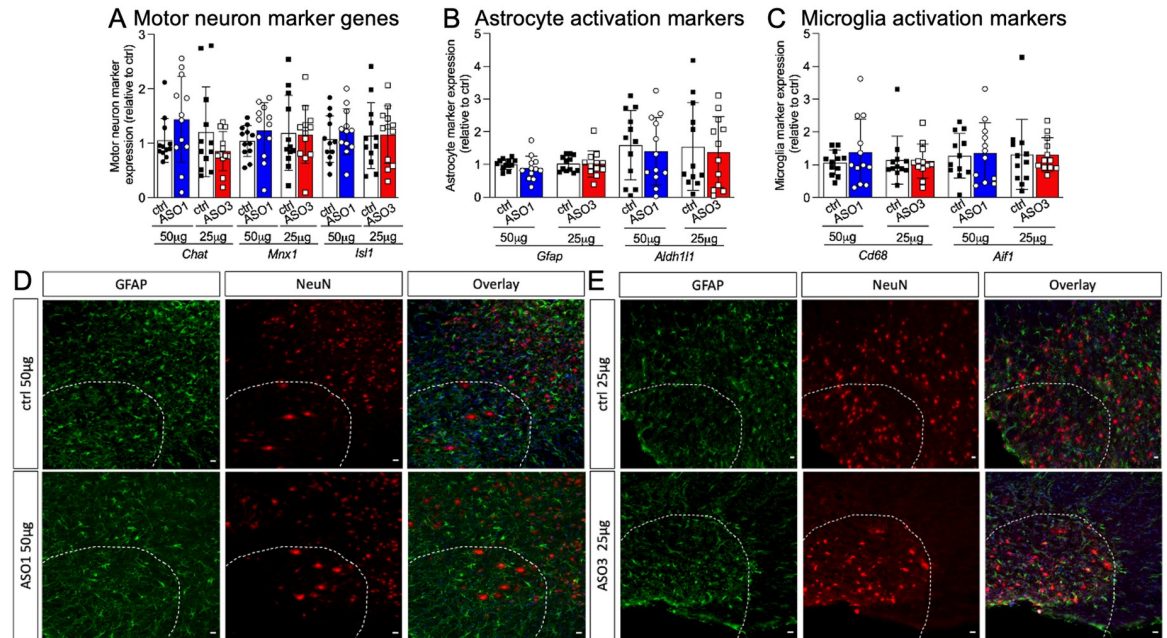 A Motor neuron marker genes
Motor neuron marker
expression (relative to ctrl)
3
2
1
0
ctrl
ASO1
ctrl
ASO3
ctrl
ASO1
ctrl
ASO3
ctrl
ASO1
ctrl
ASO3
50µg
25µg
50µg
25µg
50µg
25µg
Chat
Mnx1
Isl1
B Astrocyte activation markers
Astrocyte marker expression
(relative to ctrl)
5
4
3
2
1
0
ctrl
ASO1
ctrl
ASO3
ctrl
ASO1
ctrl
ASO3
50µg
25µg
50µg
25µg
Gfap
Aldh1l1
C Microglia activation markers
Microglia marker expression
(relative to ctrl)
5
4
3
2
1
0
ctrl
ASO1
ctrl
ASO3
ctrl
ASO1
ctrl
ASO3
50µg
25µg
50µg
25µg
Cd68
Aif1
D
GFAP
NeuN
Overlay
ctrl 50µg
ASO1 50µg
E
GFAP
NeuN
Overlay
ctrl 25µg
ASO3 25µg